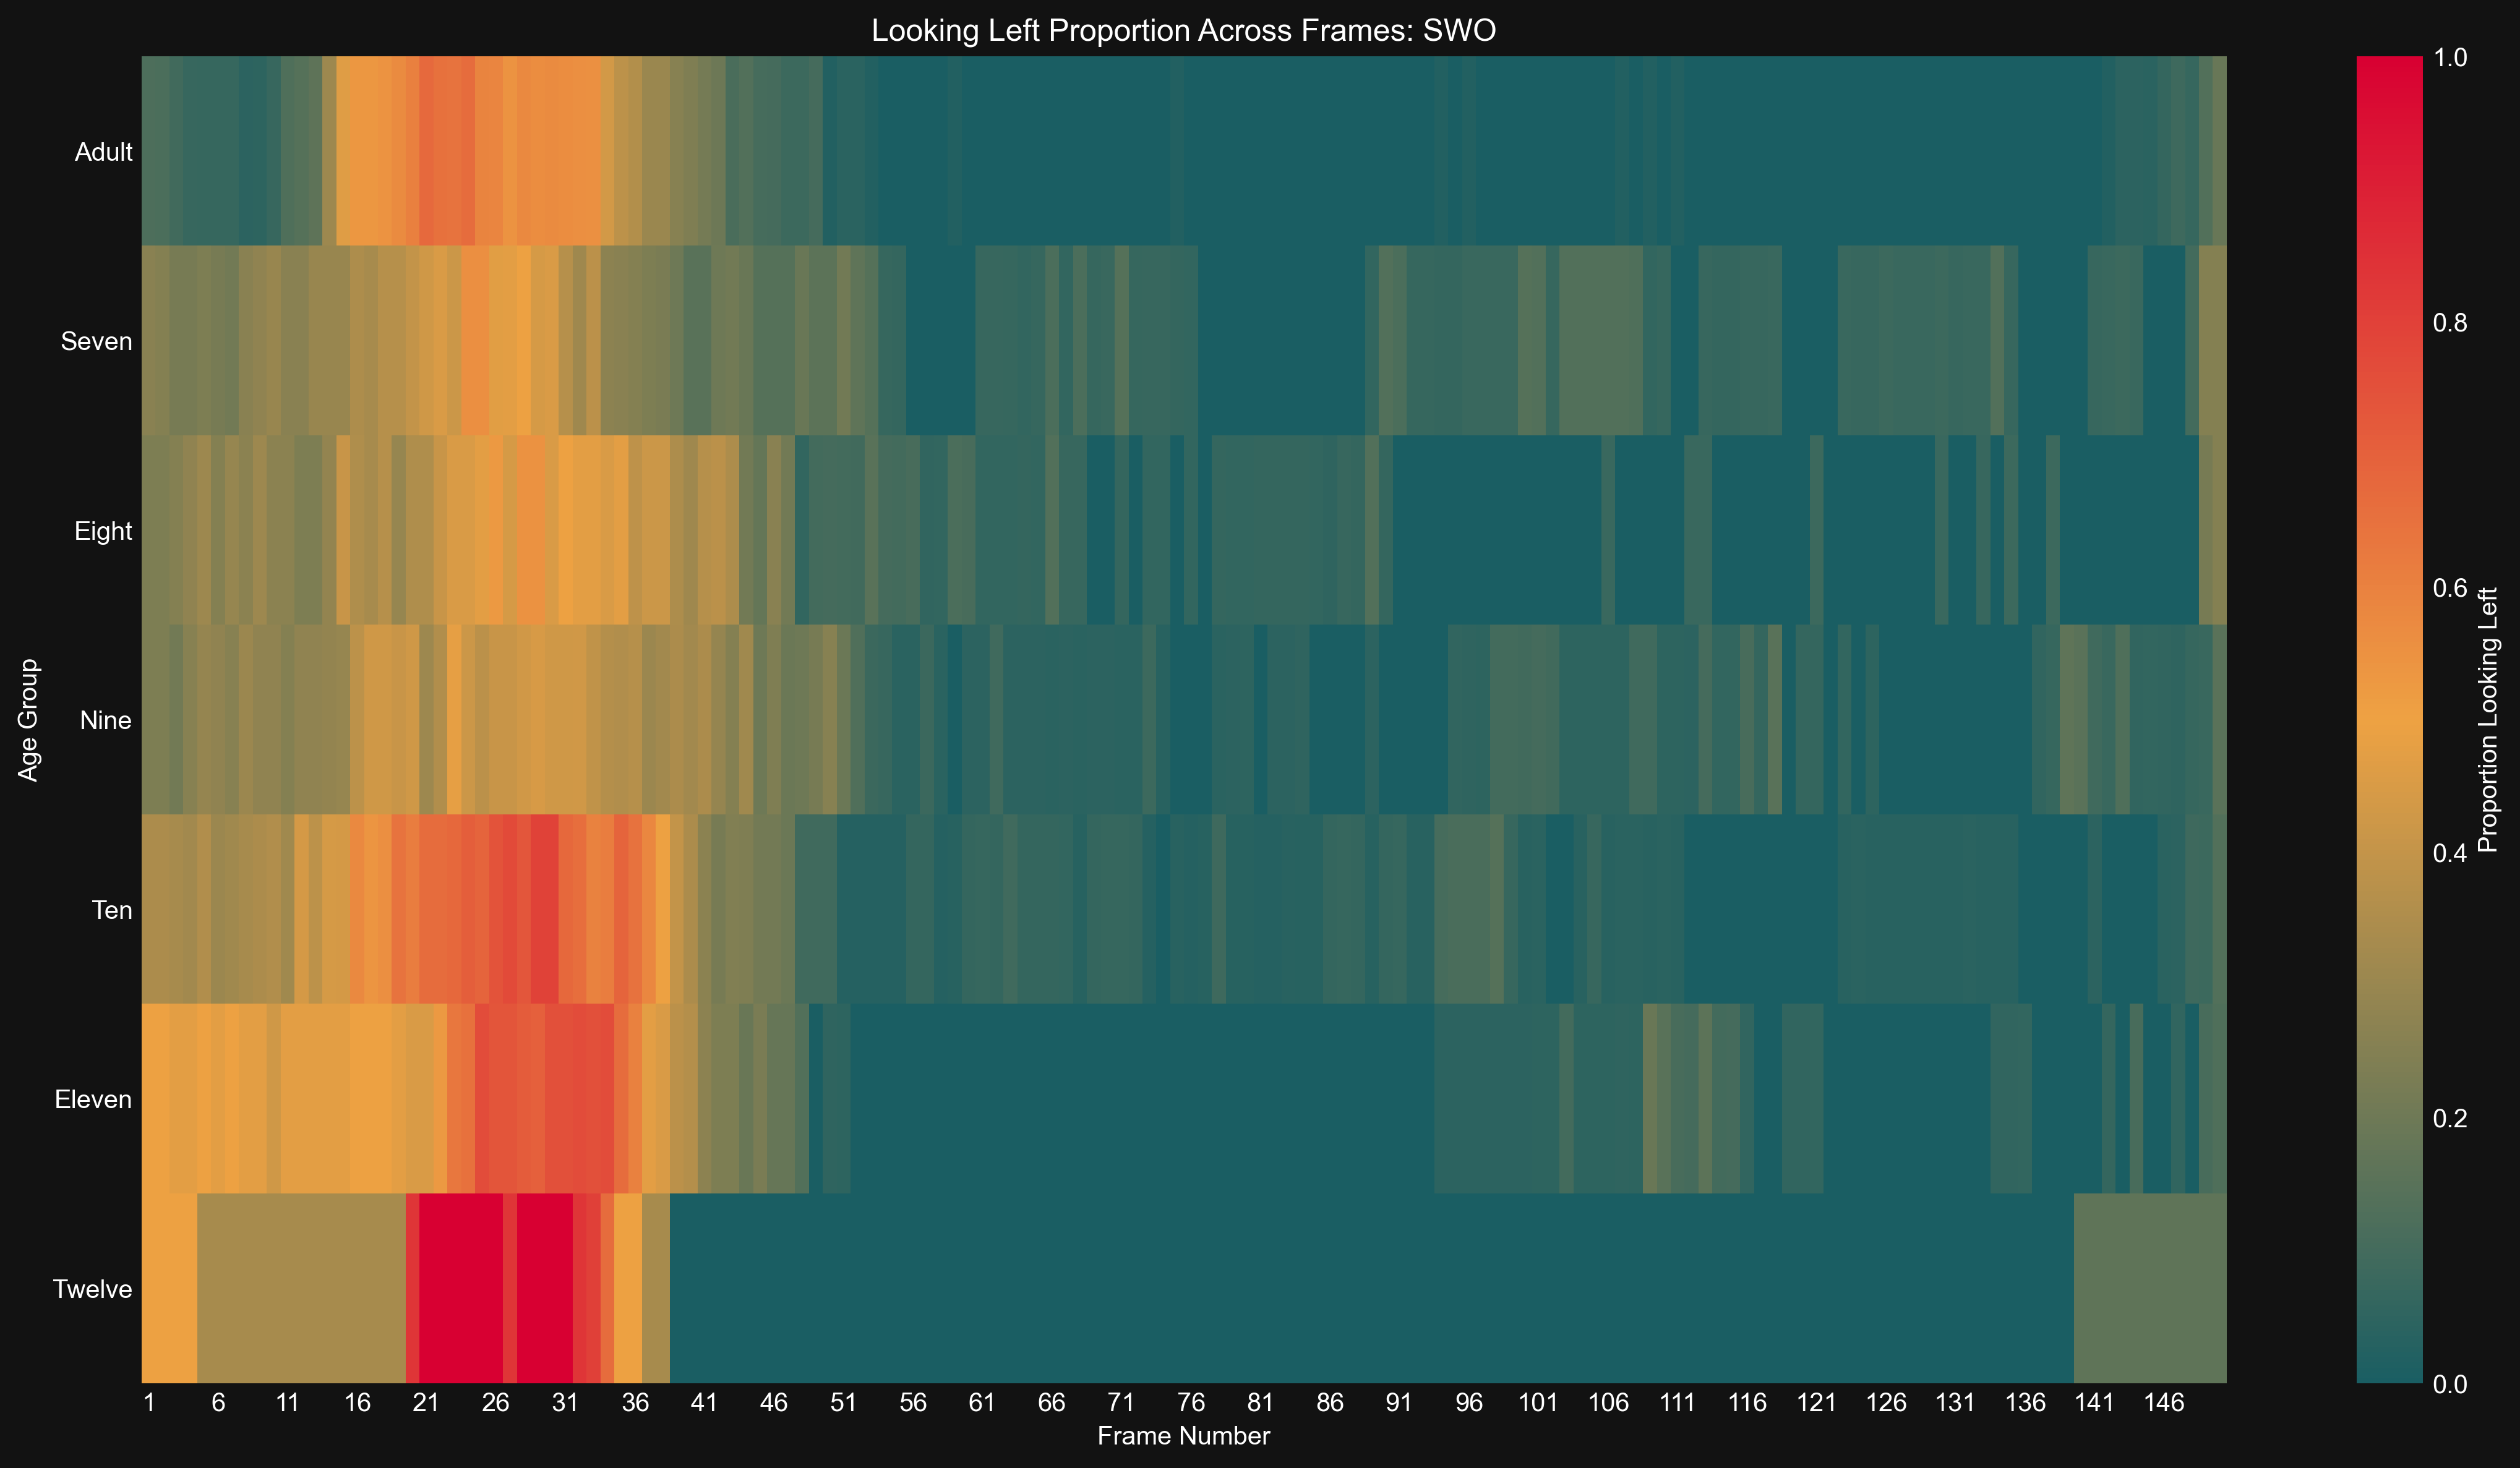 Looking Left Proportion Across Frames: SWO
Age Group
Adult
Seven
Eight
Nine
Ten
Eleven
Twelve
1 6 11 16 21 26 31 36 41 46 51 56 61 66 71 76 81 86 91 96 101 106 111 116 121 126 131 136 141 146
Frame Number
1.0
0.8
0.6
0.4
0.2
0.0
Proportion Looking Left